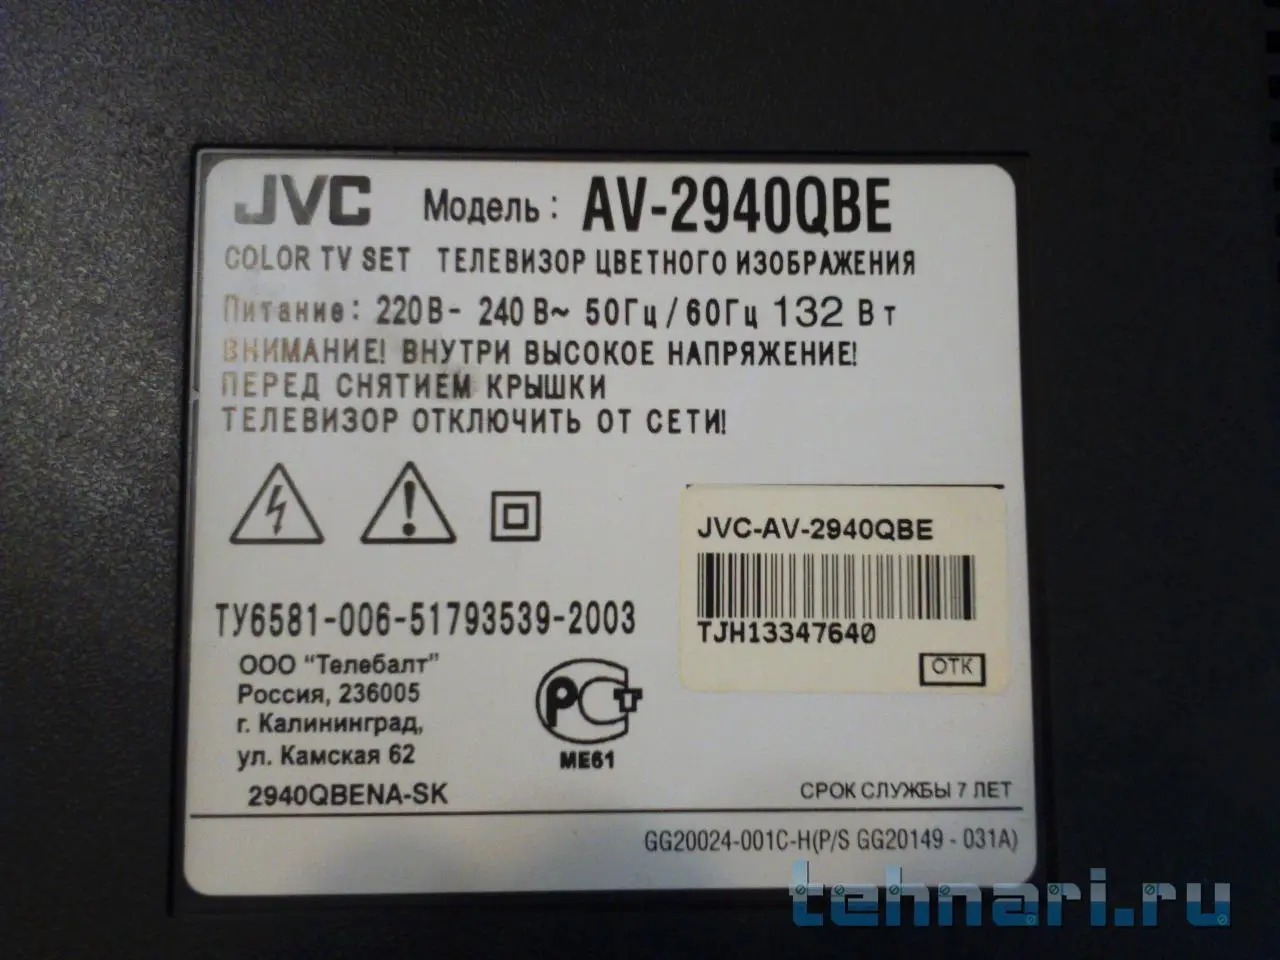 JVC Модель: AV-2940QBE
COLOR TV SET ТЕЛЕВИЗОР ЦВЕТНОГО ИЗОБРАЖЕНИЯ
Питание: 220В- 240В~ 50Гц/60Гц 132 Вт
ВНИМАНИЕ! ВНУТРИ ВЫСОКОЕ НАПРЯЖЕНИЕ!
ПЕРЕД СНЯТИЕМ КРЫШКИ
ТЕЛЕВИЗОР ОТКЛЮЧИТЬ ОТ СЕТИ!
JVC-AV-2940QBE
TJH13347640
ОТК
ТУ6581-006-51793539-2003
ООО "Телебалт"
Россия, 236005
г. Калининград,
ул. Камская 62
2940QBENA-SK
РСТ
МЕ61
СРОК СЛУЖБЫ 7 ЛЕТ
GG20024-001C-H(P/S GG20149 - 031A)
tehnari.ru